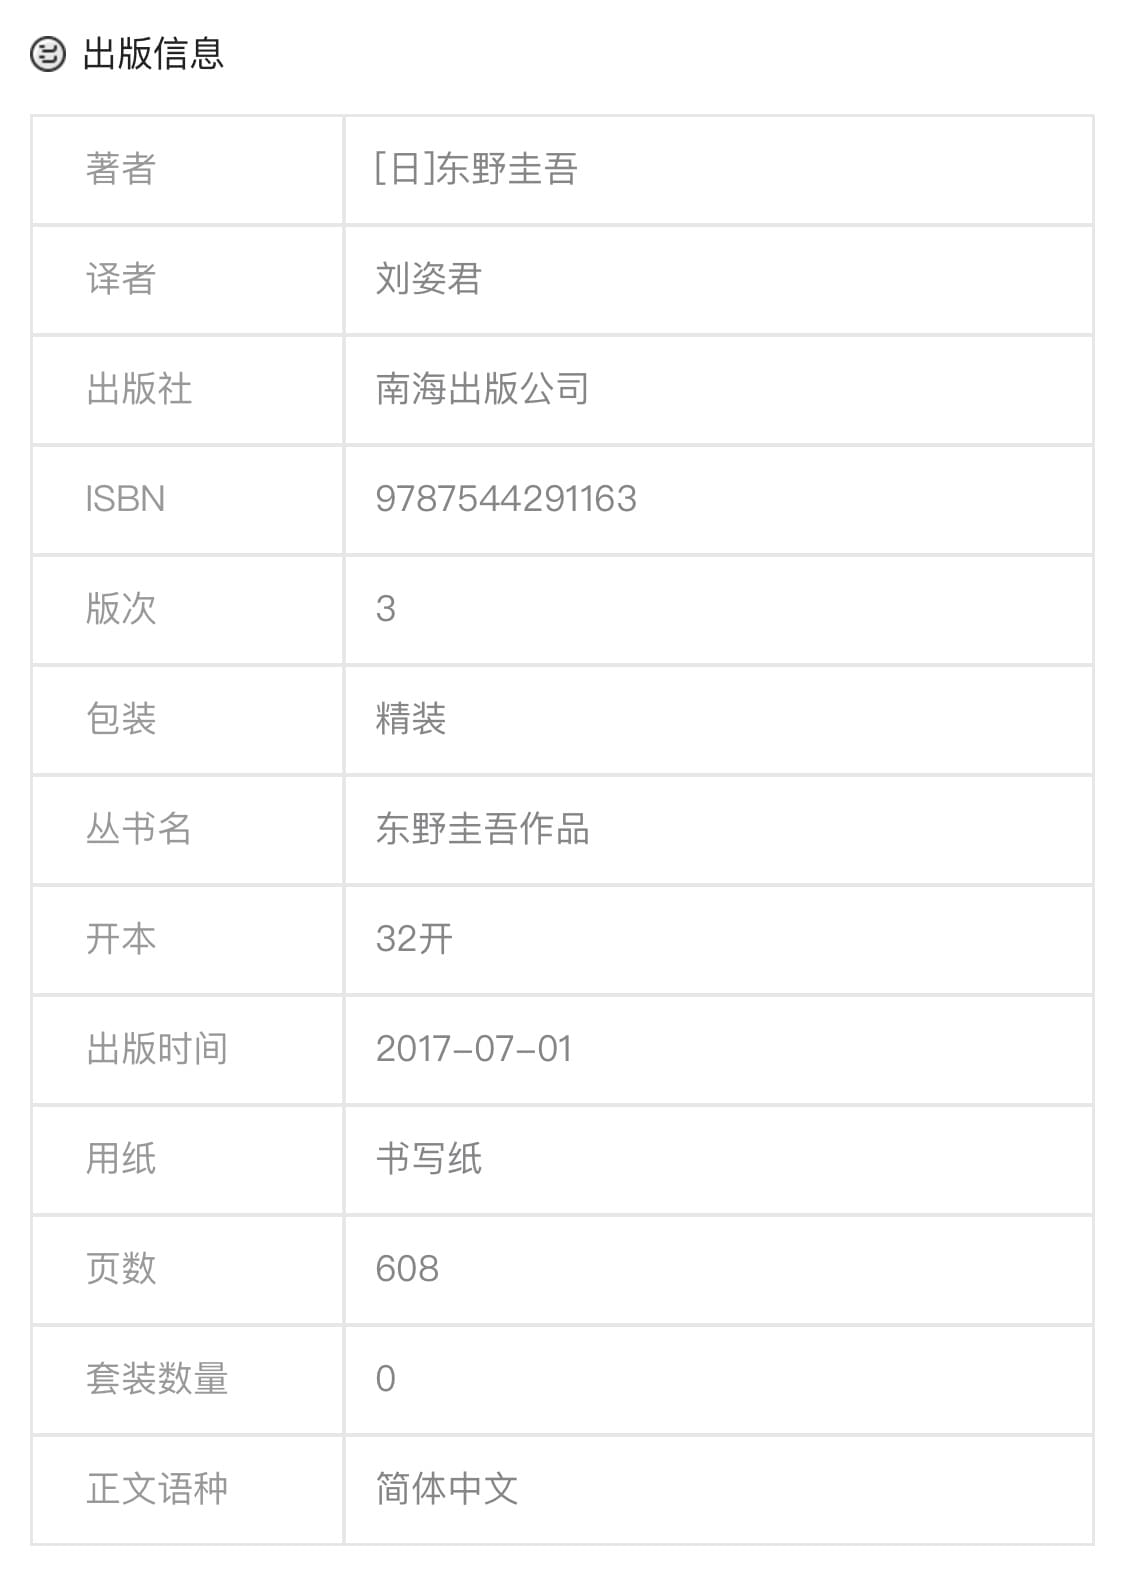 出版信息
著者 [日]东野圭吾
译者 刘姿君
出版社 南海出版公司
ISBN 9787544291163
版次 3
包装 精装
丛书名 东野圭吾作品
开本 32开
出版时间 2017-07-01
用纸 书写纸
页数 608
套装数量 0
正文语种 简体中文